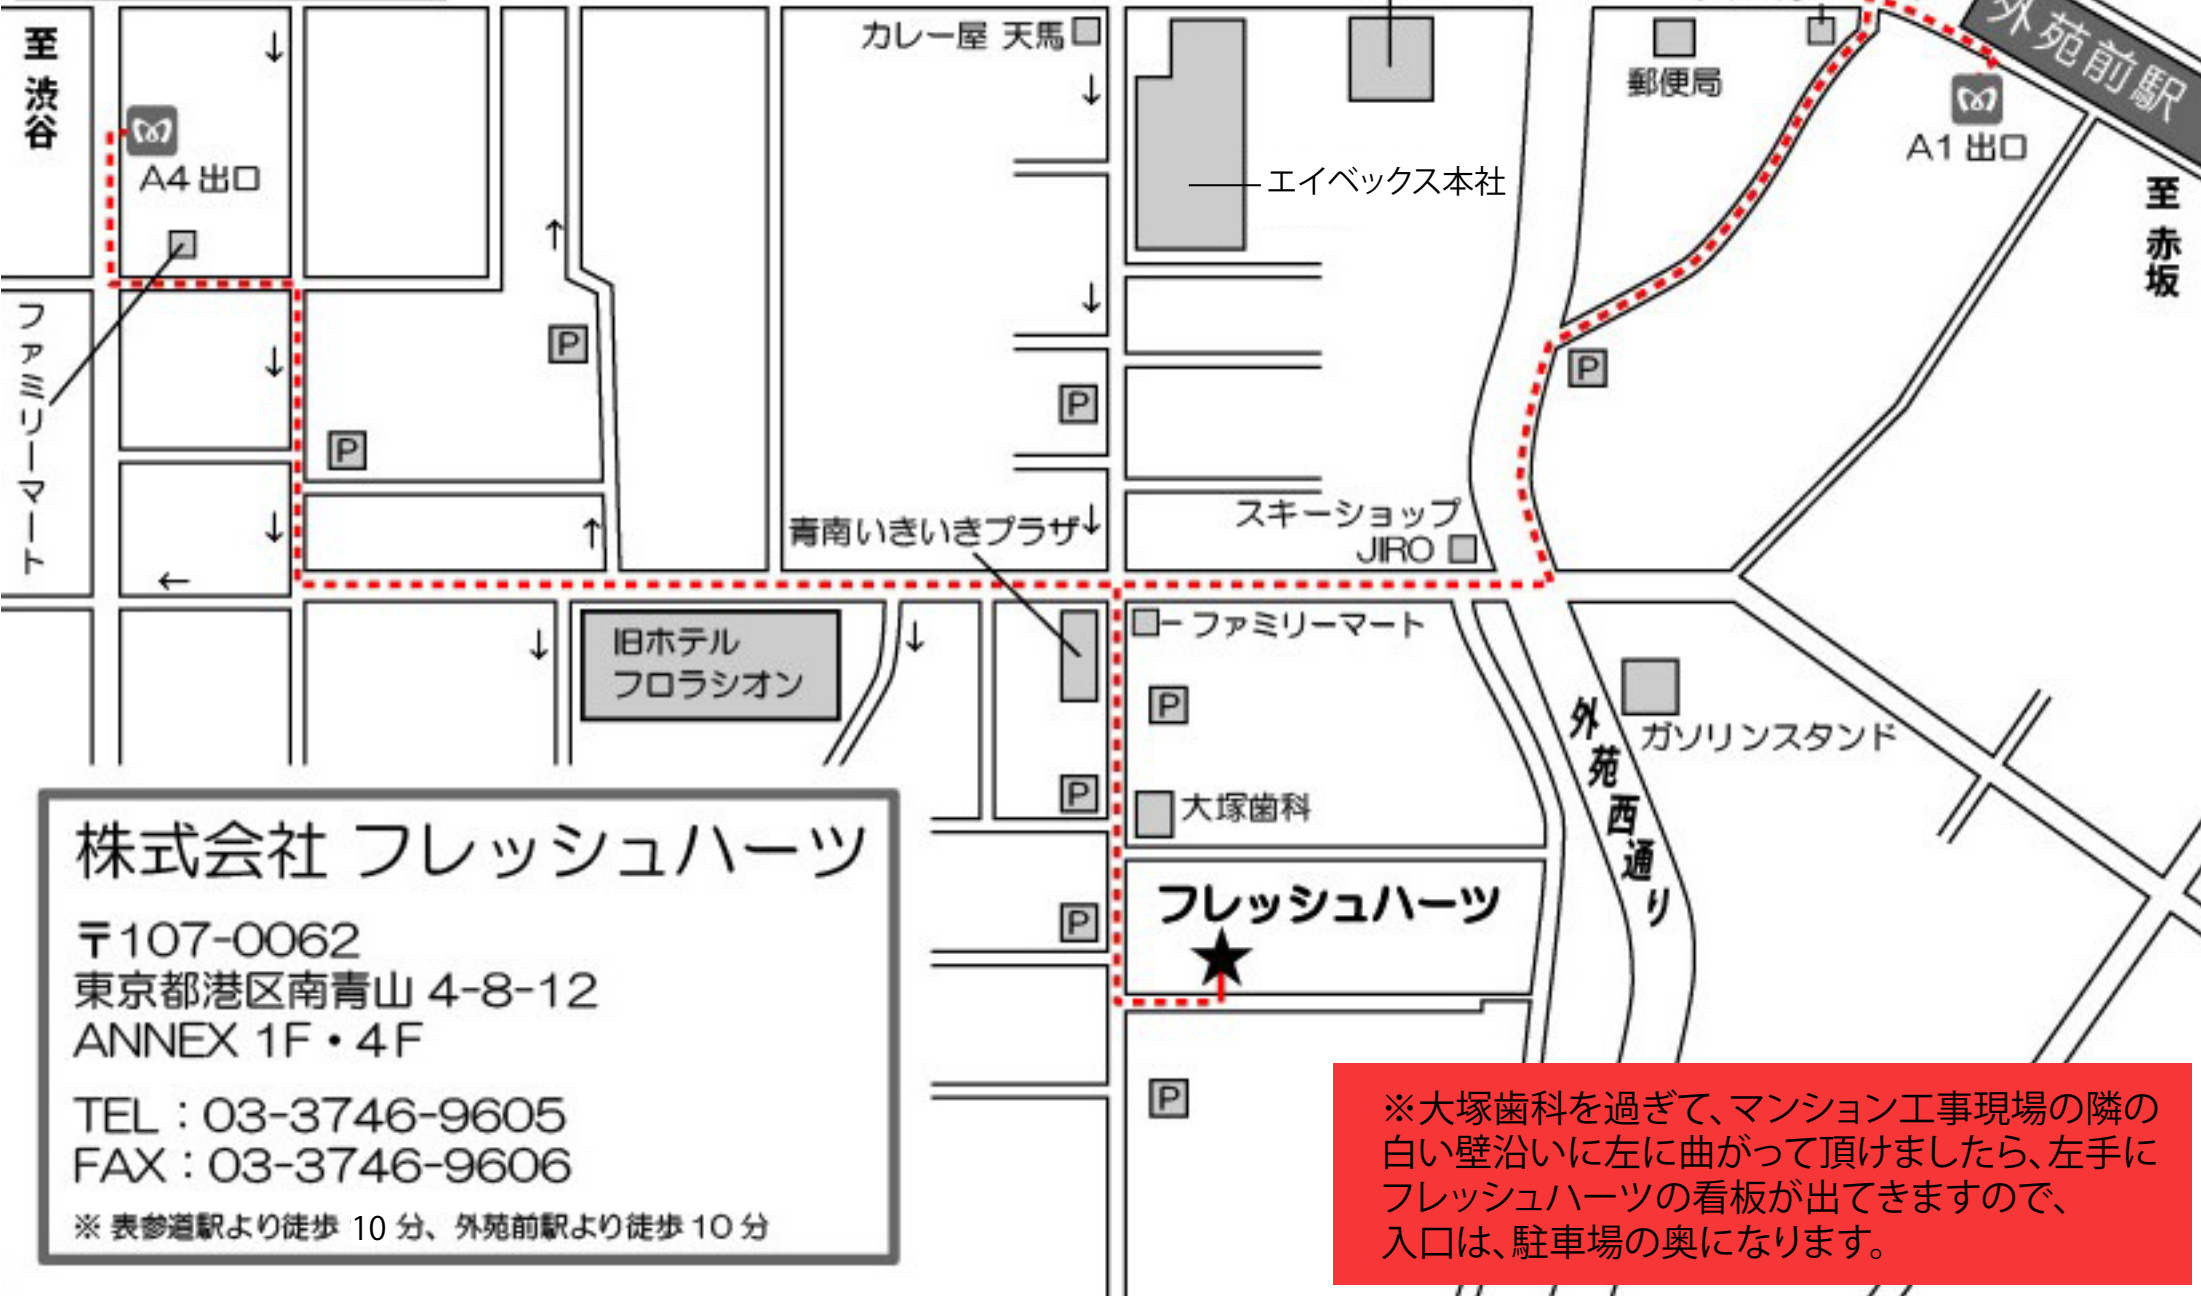 至 渋谷
カレー屋 天馬
郵便局
外苑前駅
A4 出口
A1 出口
エイベックス本社
至 赤坂
ファミリーマート
P
P
P
P
青南いきいきプラザ
スキーショップ
JIRO
旧ホテル
フロラシオン
ファミリーマート
P
ガソリンスタンド
外苑西通り
P
大塚歯科
P
フレッシュハーツ
P
株式会社 フレッシュハーツ
〒107-0062
東京都港区南青山 4-8-12
ANNEX 1F・4F
TEL：03-3746-9605
FAX：03-3746-9606
※ 表参道駅より徒歩 10 分、外苑前駅より徒歩 10 分
※大塚歯科を過ぎて、マンション工事現場の隣の
白い壁沿いに左に曲がって頂けましたら、左手に
フレッシュハーツの看板が出てきますので、
入口は、駐車場の奥になります。